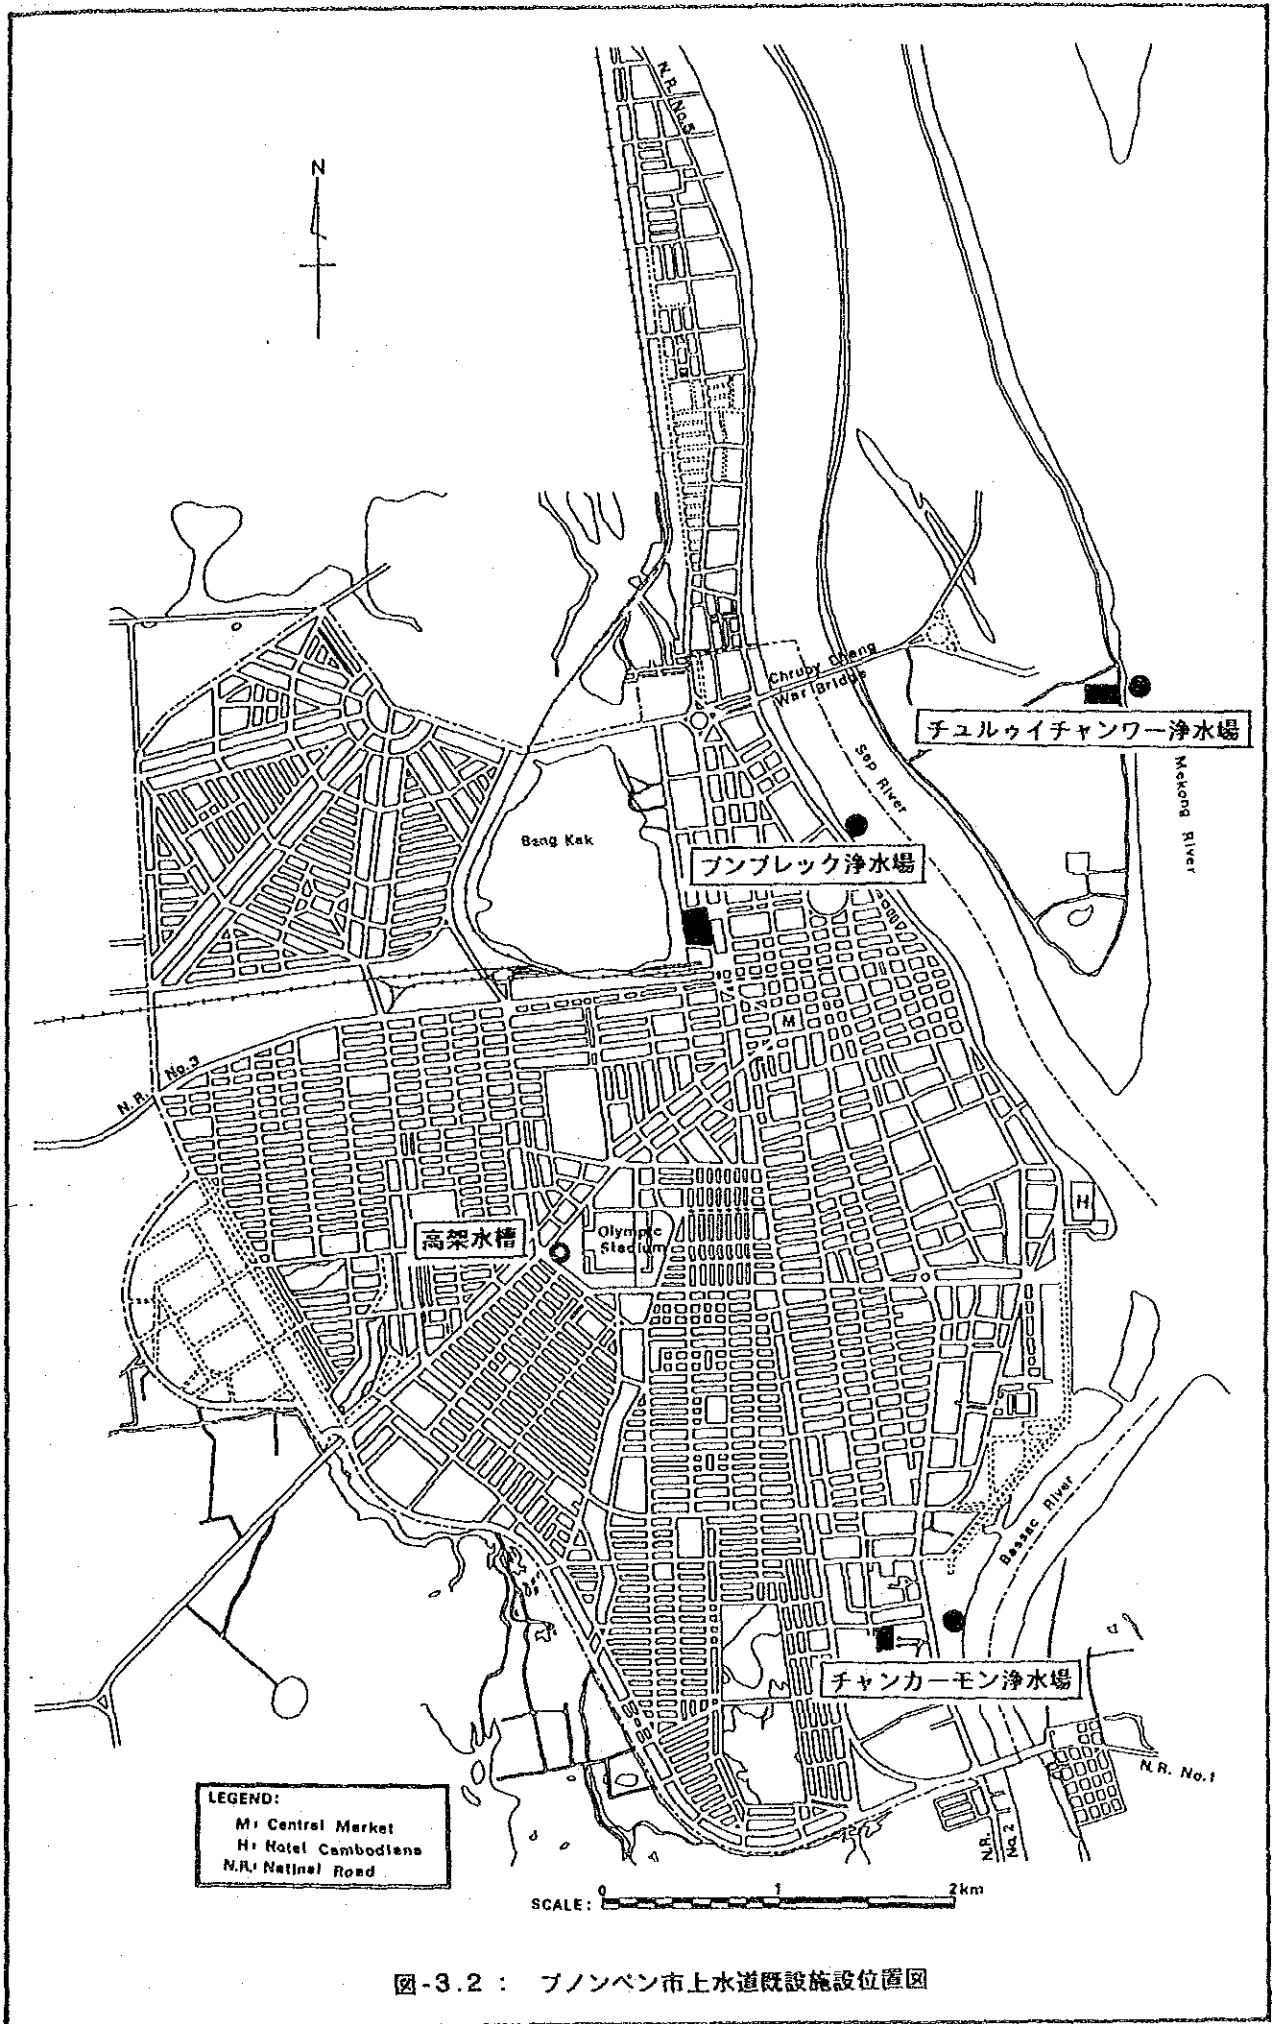 N
N.R. No.5
Chruby Chang
War Bridge
チュルゥイチャンワー浄水場
Sap River
Mekong River
Bang Kak
プンプレック浄水場
M
N.R. No.3
H
高架水槽
Olympic
Stadium
Bassac River
チャンカーモン浄水場
N.R. No.1
N.R.
No.2
LEGEND:
M: Central Market
H: Hotel Cambodiana
N.R.: Natinal Road
SCALE: 0 1 2km
図-3.2 : プノンペン市上水道既設施設位置図